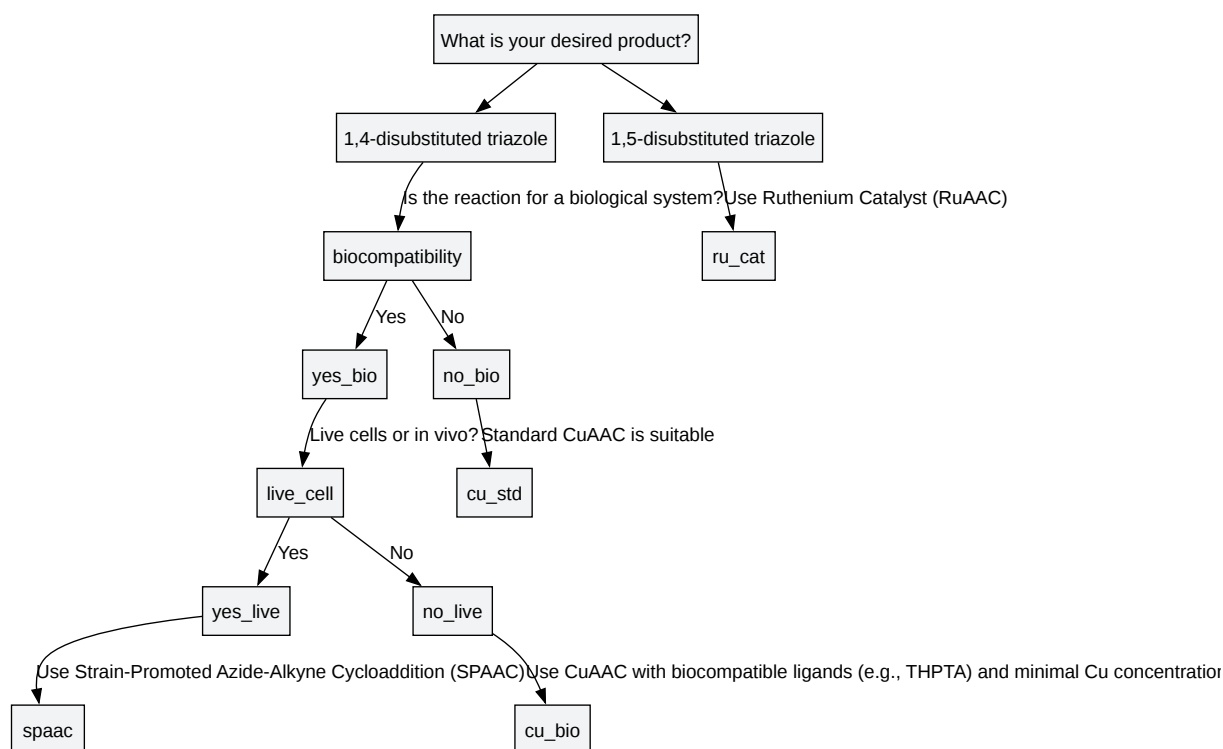 What is your desired product?
1,4-disubstituted triazole
1,5-disubstituted triazole
Is the reaction for a biological system?
Use Ruthenium Catalyst (RuAAC)
biocompatibility
ru_cat
Yes
No
yes_bio
no_bio
Live cells or in vivo?
Standard CuAAC is suitable
live_cell
cu_std
Yes
No
yes_live
no_live
Use Strain-Promoted Azide-Alkyne Cycloaddition (SPAAC)
Use CuAAC with biocompatible ligands (e.g., THPTA) and minimal Cu concentration
spaac
cu_bio